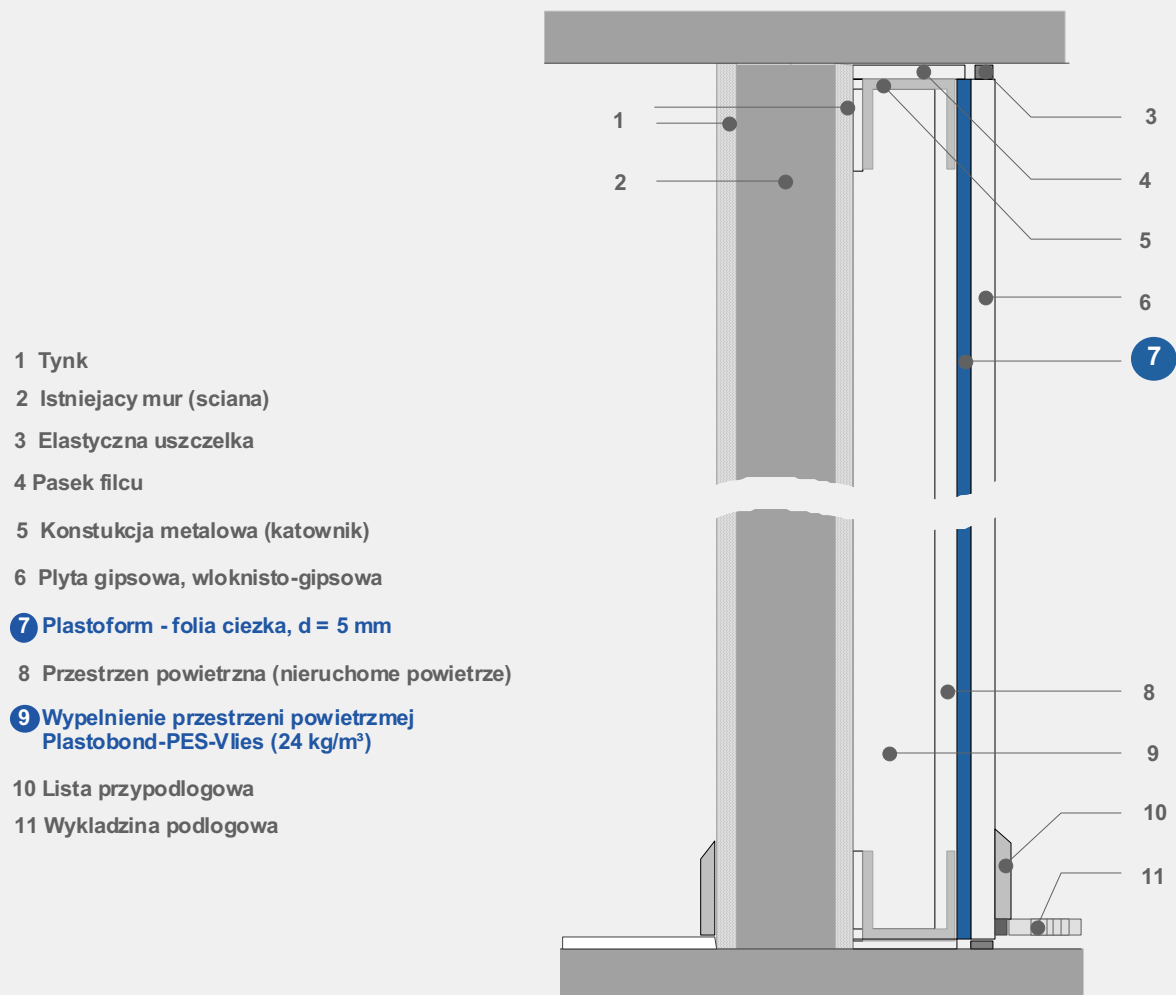 1 Tynk
2 Istniejacy mur (sciana)
3 Elastyczna uszczelka
4 Pasek filcu
5 Konstukcja metalowa (katownik)
6 Plyta gipsowa, wloknisto-gipsowa
7 Plastoform - folia ciezka, d = 5 mm
8 Przestrzen powietrzna (nieruchome powietrze)
9 Wypelnienie przestrzeni powietrzmej
Plastobond-PES-Vlies (24 kg/m³)
10 Lista przypodlogowa
11 Wykladzina podlogowa
1
2
3
4
5
6
7
8
9
10
11